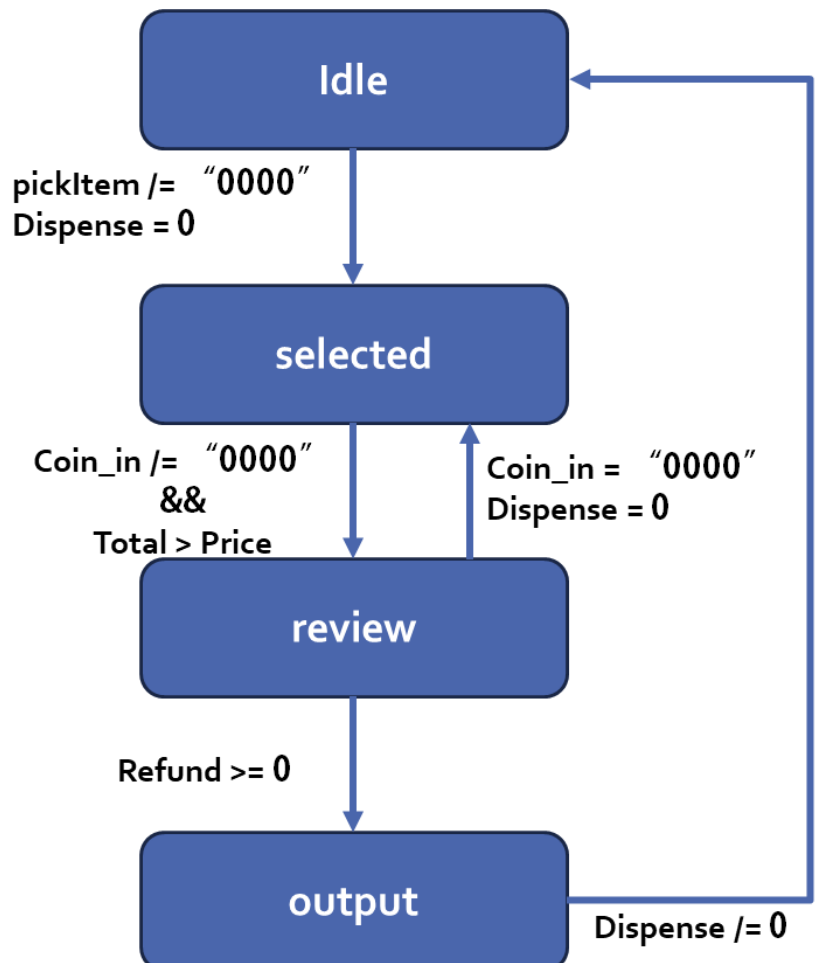 Idle
pickItem /= “0000”
Dispense = 0
selected
Coin_in /= “0000”
&&
Total > Price
Coin_in = “0000”
Dispense = 0
review
Refund >= 0
output
Dispense /= 0